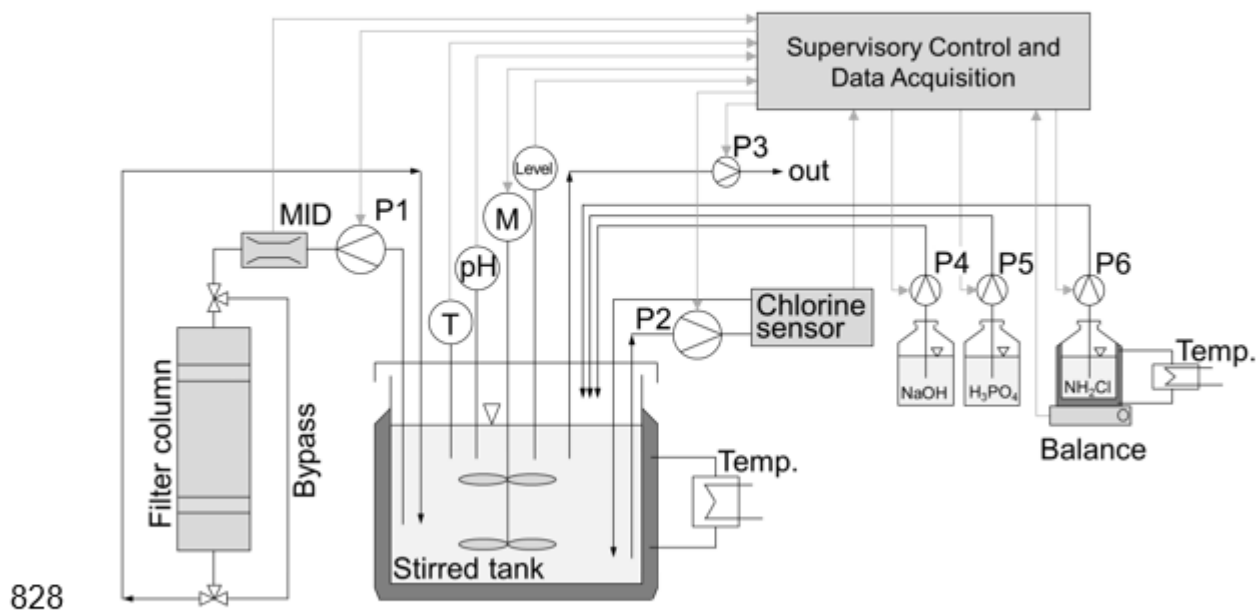 Supervisory Control and
Data Acquisition
P3
out
Level
MID
P1
M
pH
T
P2
Chlorine
sensor
P4
P5
P6
NaOH
H₃PO₄
NH₂Cl
Temp.
Balance
Filter column
Bypass
Temp.
Stirred tank
828